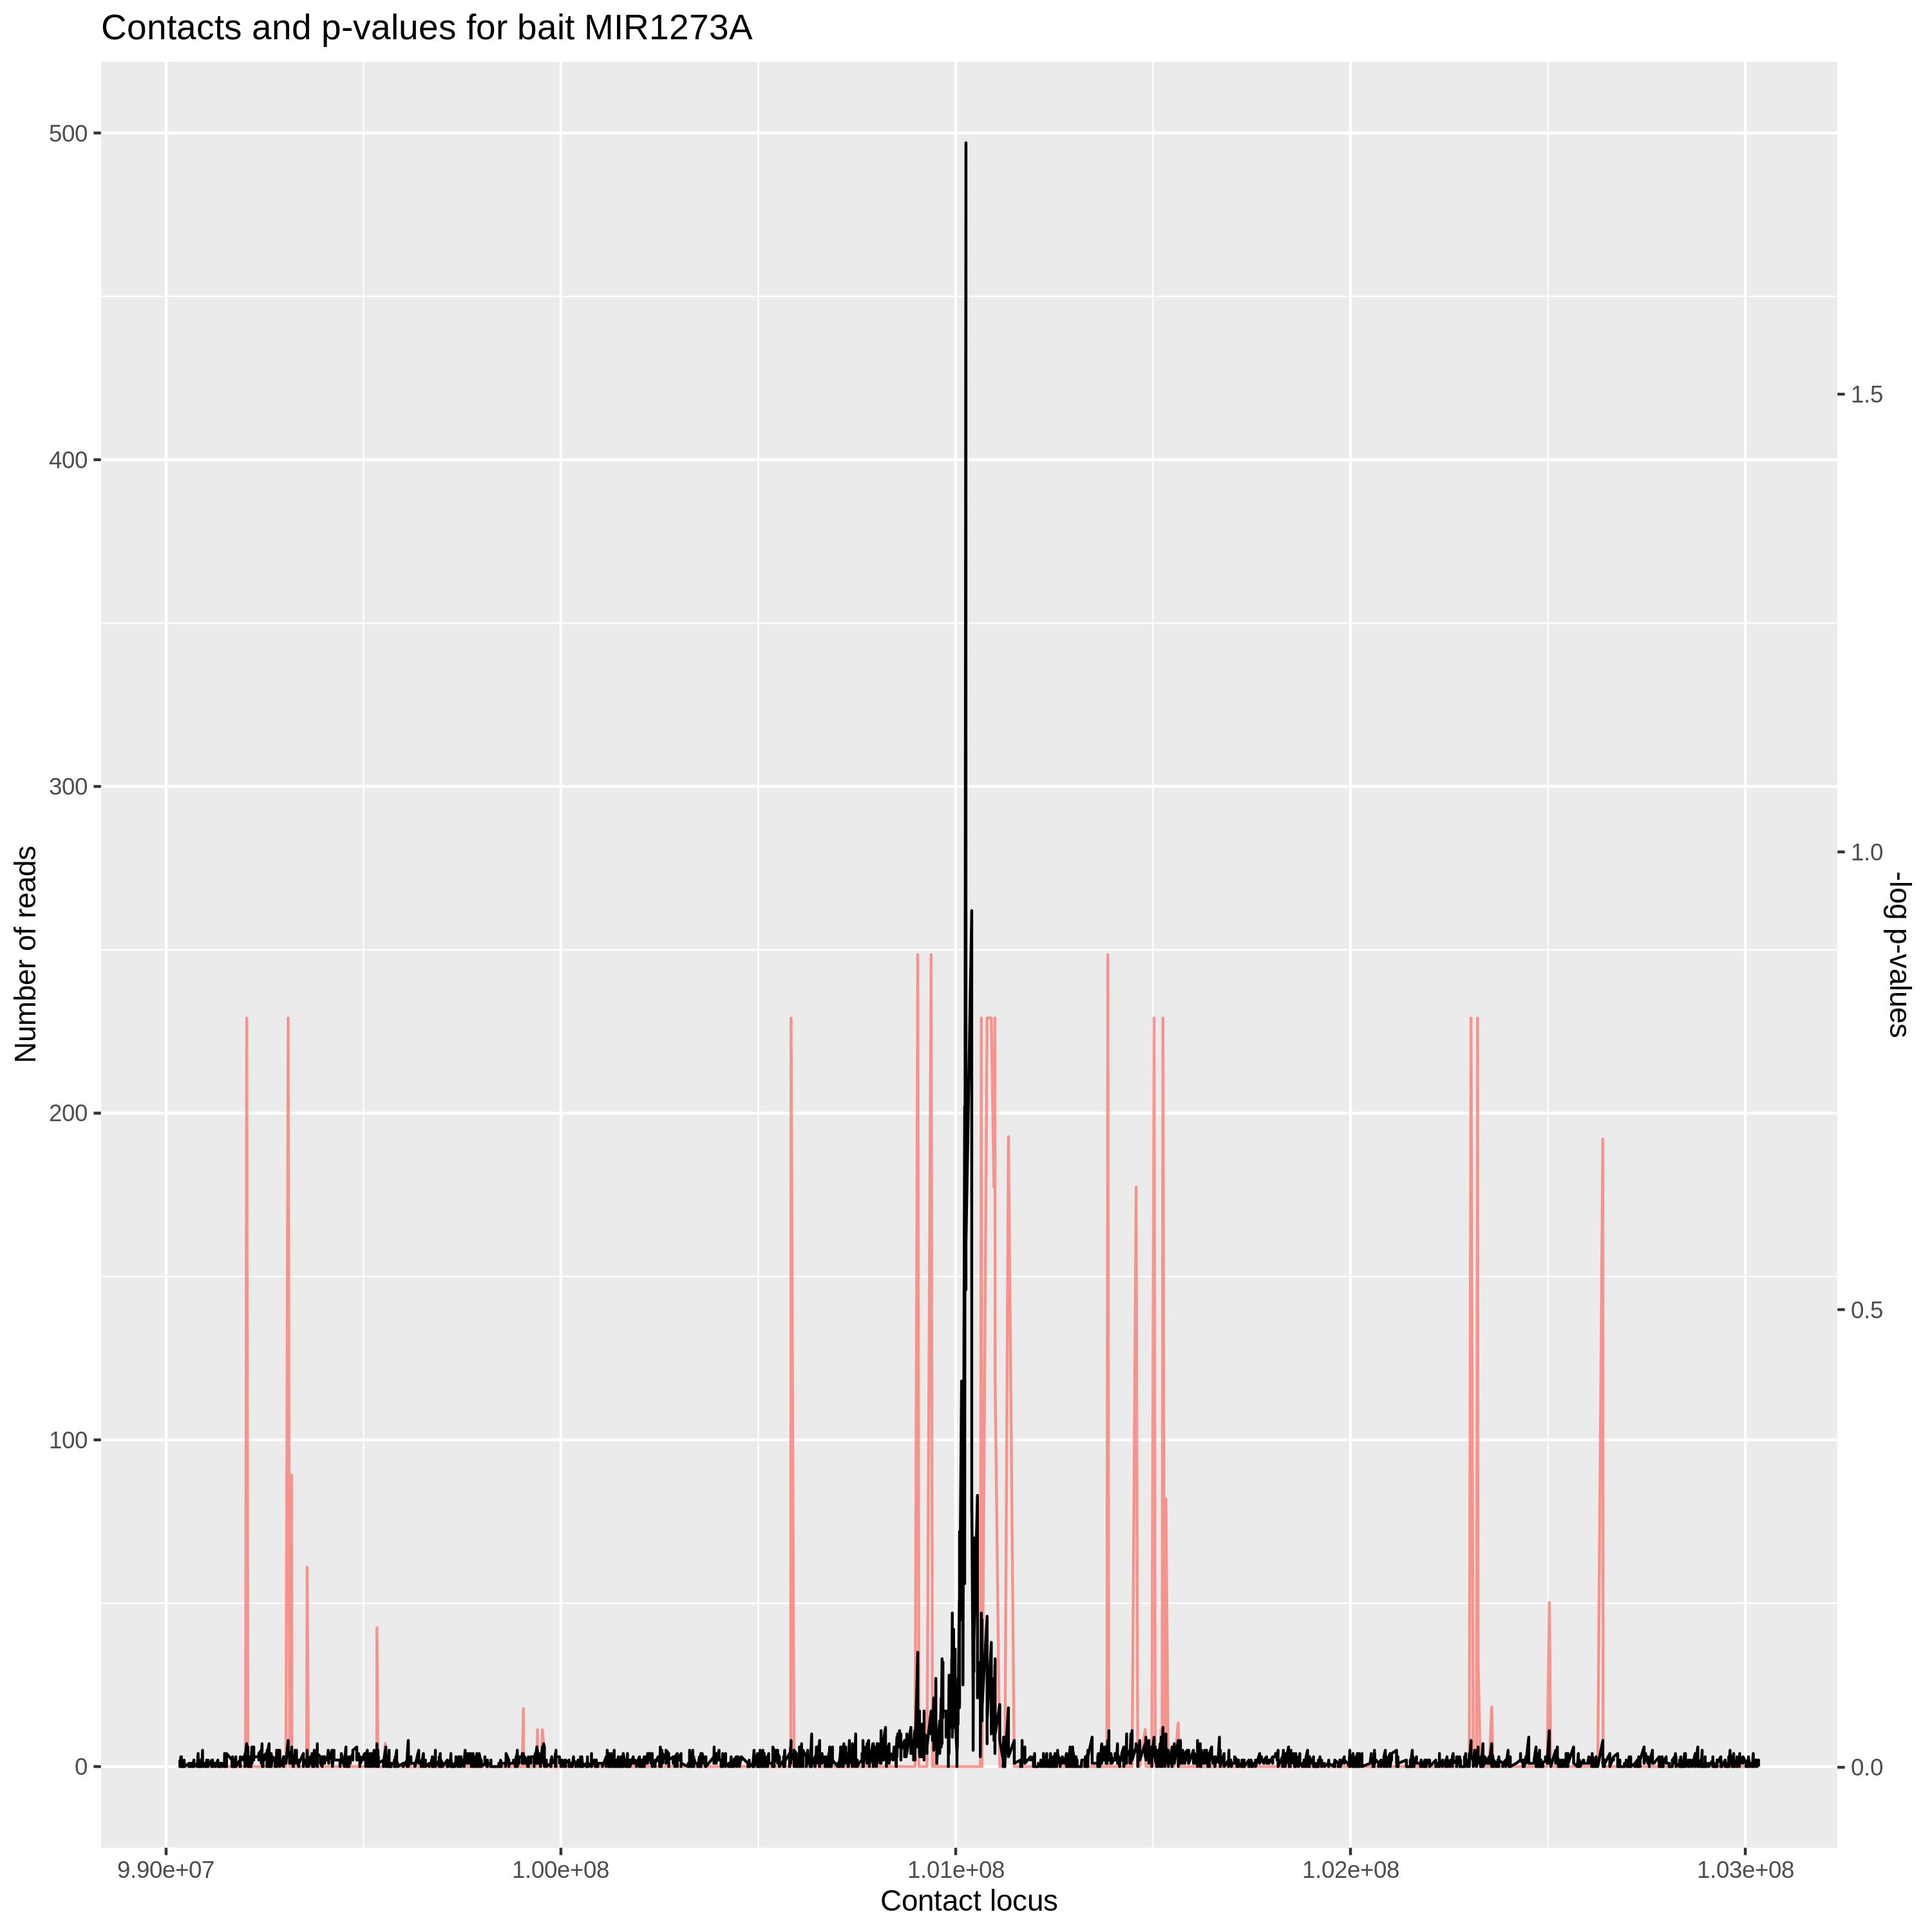 Contacts and p-values for bait MIR1273A
500
400
300
200
100
0
Number of reads
1.5
1.0
0.5
0.0
-log p-values
9.90e+07
1.00e+08
1.01e+08
1.02e+08
1.03e+08
Contact locus